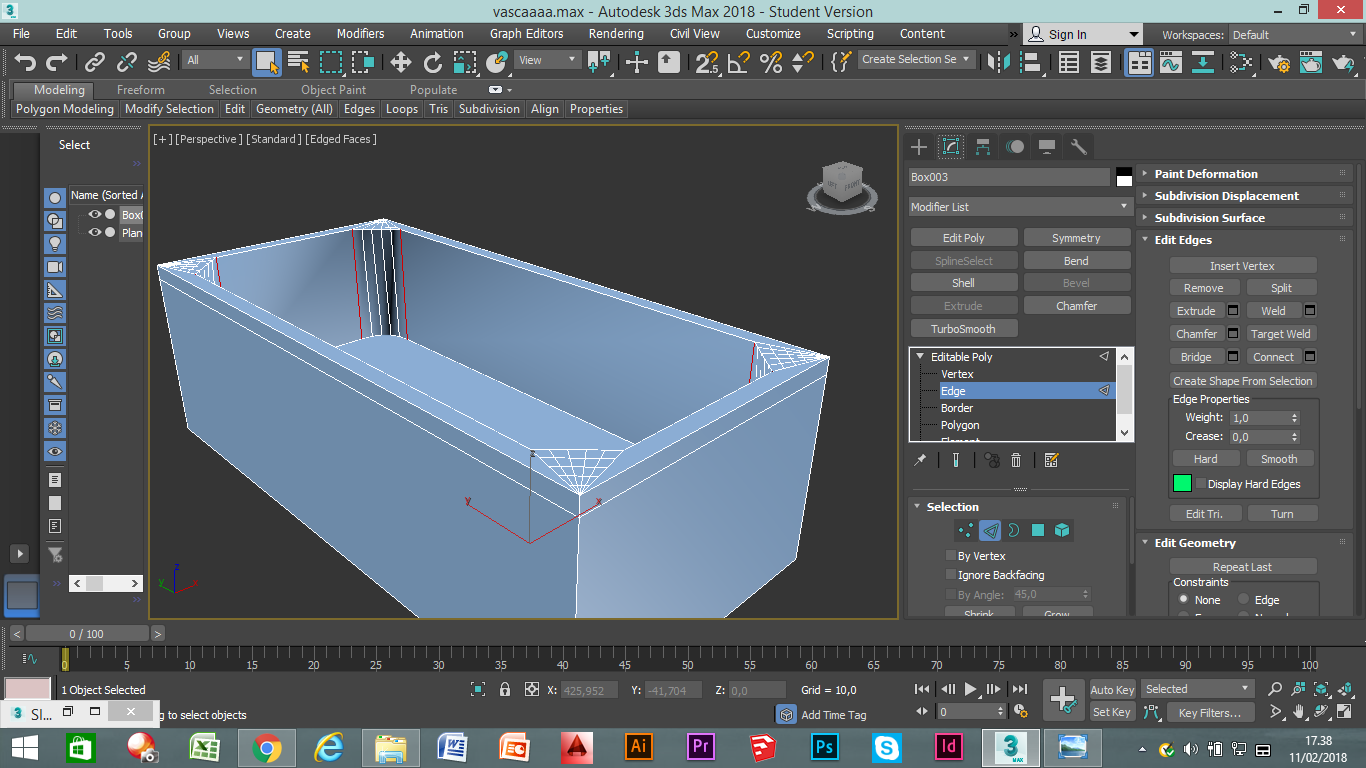 vascaaaa.max - Autodesk 3ds Max 2018 - Student Version
File Edit Tools Group Views Create Modifiers Animation Graph Editors Rendering Civil View Customize Scripting Content » Sign In Workspaces: Default
All View Create Selection Se
Modeling Freeform Selection Object Paint Populate
Polygon Modeling Modify Selection Edit Geometry (All) Edges Loops Tris Subdivision Align Properties
Select
[+] [Perspective ] [Standard ] [Edged Faces ]
Name (Sorted A
Box0
Plan
FRONT
z
y
x
z
y
x
Box003
Modifier List
Edit Poly Symmetry
SplineSelect Bend
Shell Bevel
Extrude Chamfer
TurboSmooth
Editable Poly
Vertex
Edge
Border
Polygon
Element
Selection
By Vertex
Ignore Backfacing
By Angle: 45,0
Shrink Grow
Paint Deformation
Subdivision Displacement
Subdivision Surface
Edit Edges
Insert Vertex
Remove Split
Extrude Weld
Chamfer Target Weld
Bridge Connect
Create Shape From Selection
Edge Properties
Weight: 1,0
Crease: 0,0
Hard Smooth
Display Hard Edges
Edit Tri. Turn
Edit Geometry
Repeat Last
Constraints
None Edge
< 0 / 100 >
0 5 10 15 20 25 30 35 40 45 50 55 60 65 70 75 80 85 90 95 100
1 Object Selected X: 425,952 Y: -41,704 Z: 0,0 Grid = 10,0 Auto Key Selected
3 SI... g to select objects Add Time Tag 0 Set Key Key Filters...
17.38
11/02/2018